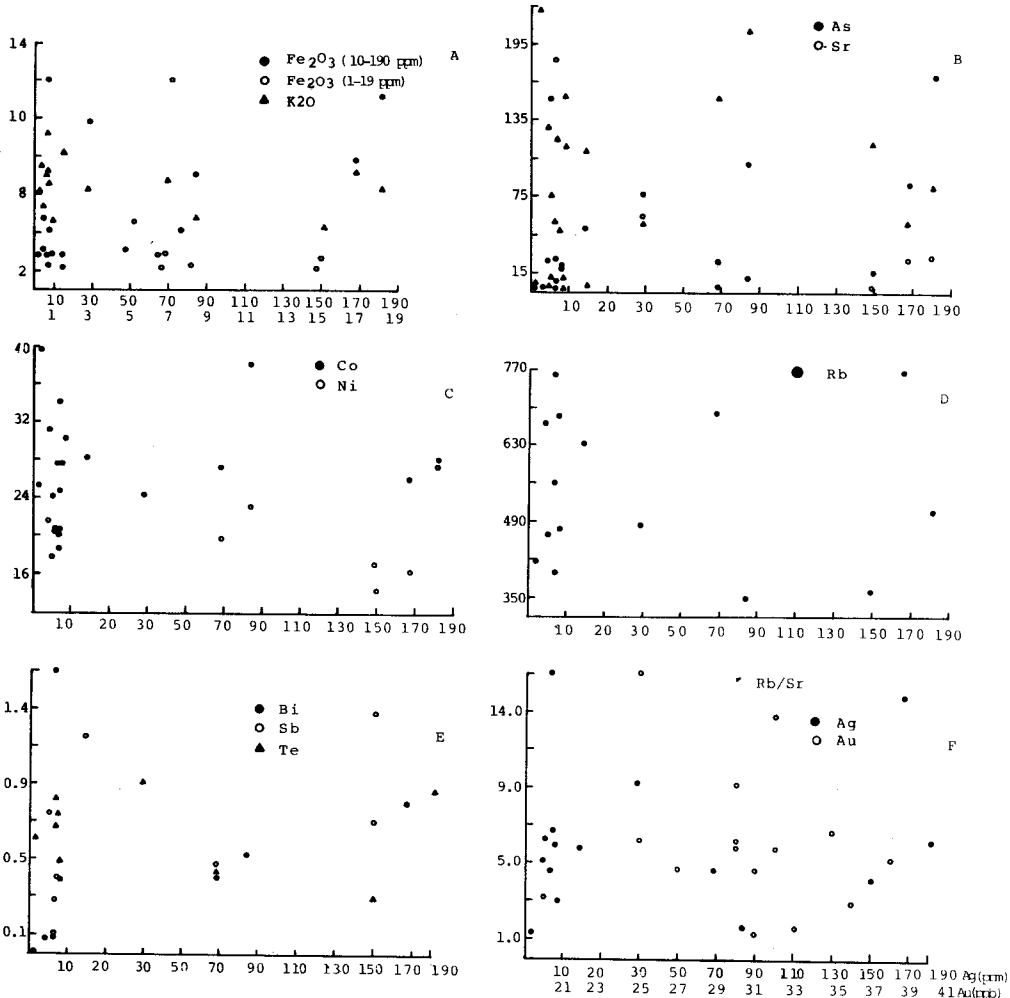 14
10
8
2
● Fe₂O₃ (10-190 ppm)
○ Fe₂O₃ (1-19 ppm)
▲ K2O
A
10 30 50 70 90 110 130 150 170 190
1 3 5 7 9 11 13 15 17 19
195
135
75
15
● As
○ Sr
B
10 30 50 70 90 110 130 150 170 190
40
32
24
16
● Co
○ Ni
C
10 30 50 70 90 110 130 150 170 190
770
630
490
350
● Rb
D
10 20 30 50 70 90 110 130 150 170 190
1.4
0.9
0.5
0.1
● Bi
○ Sb
▲ Te
E
10 30 50 70 90 110 130 150 170 190
14.0
9.0
5.0
1.0
Rb/Sr
● Ag
○ Au
F
10 20 39 50 70 90 110 130 150 170 190 Ag(ppm)
21 23 25 27 29 31 33 35 37 39 41 Au(ppb)